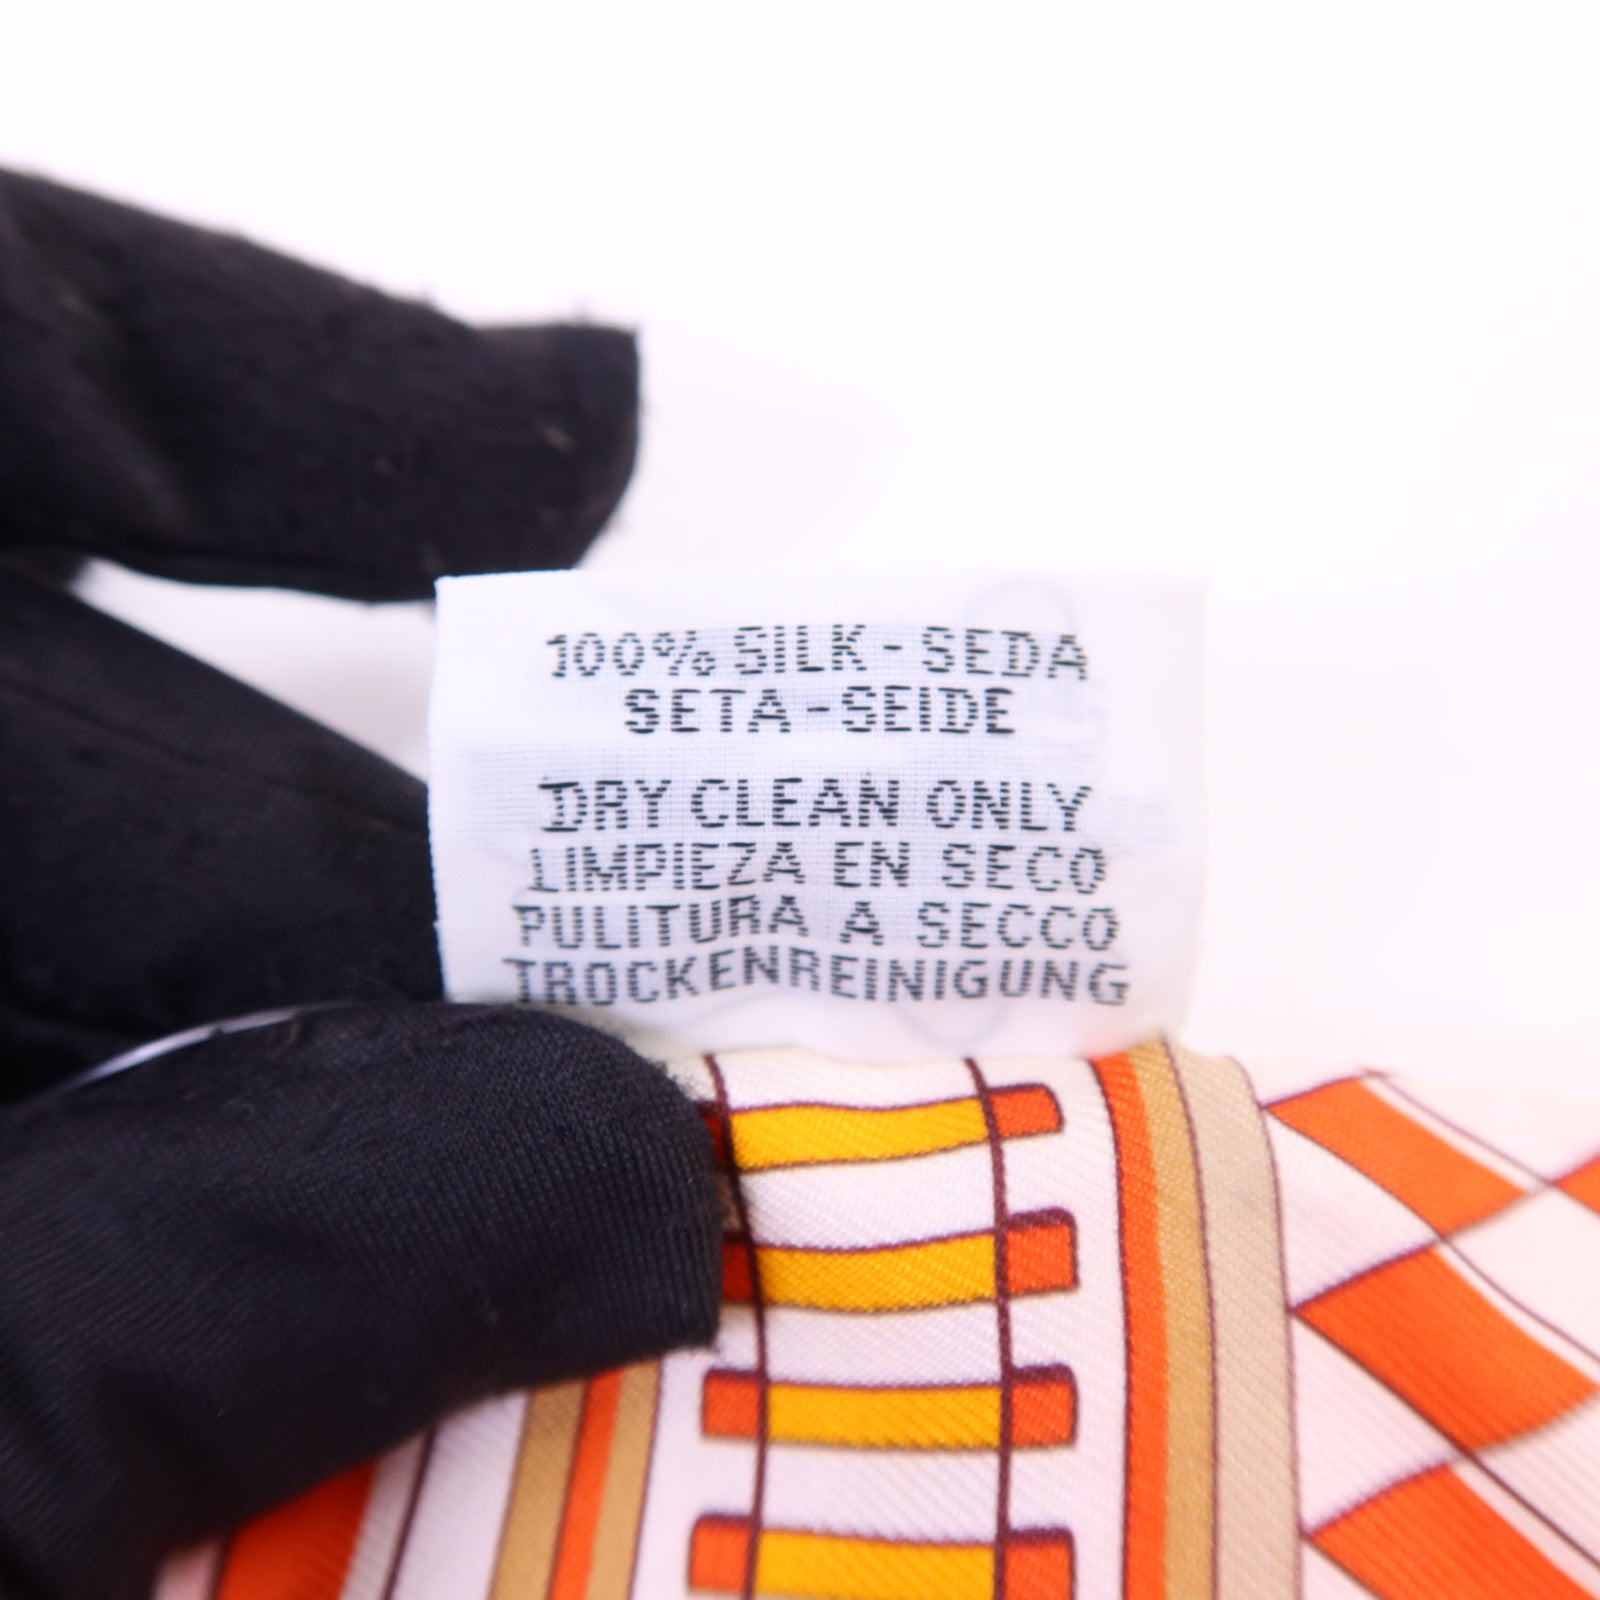 100% SILK-SEDA
SETA-SEIDE
DRY CLEAN ONLY
LIMPIEZA EN SECO
PULITURA A SECCO
TROCKENREINIGUNG